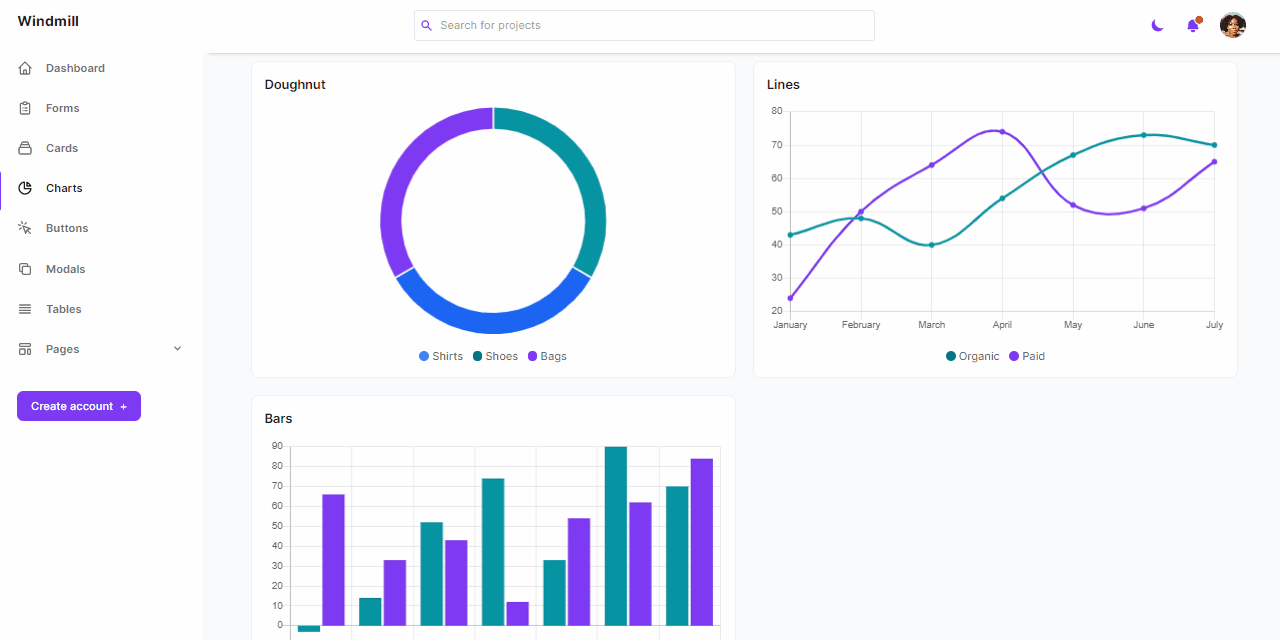 Windmill
Search for projects
Dashboard
Forms
Cards
Charts
Buttons
Modals
Tables
Pages
Create account +
Doughnut
Shirts Shoes Bags
Lines
80
70
60
50
40
30
20
January February March April May June July
Organic Paid
Bars
90
80
70
60
50
40
30
20
10
0